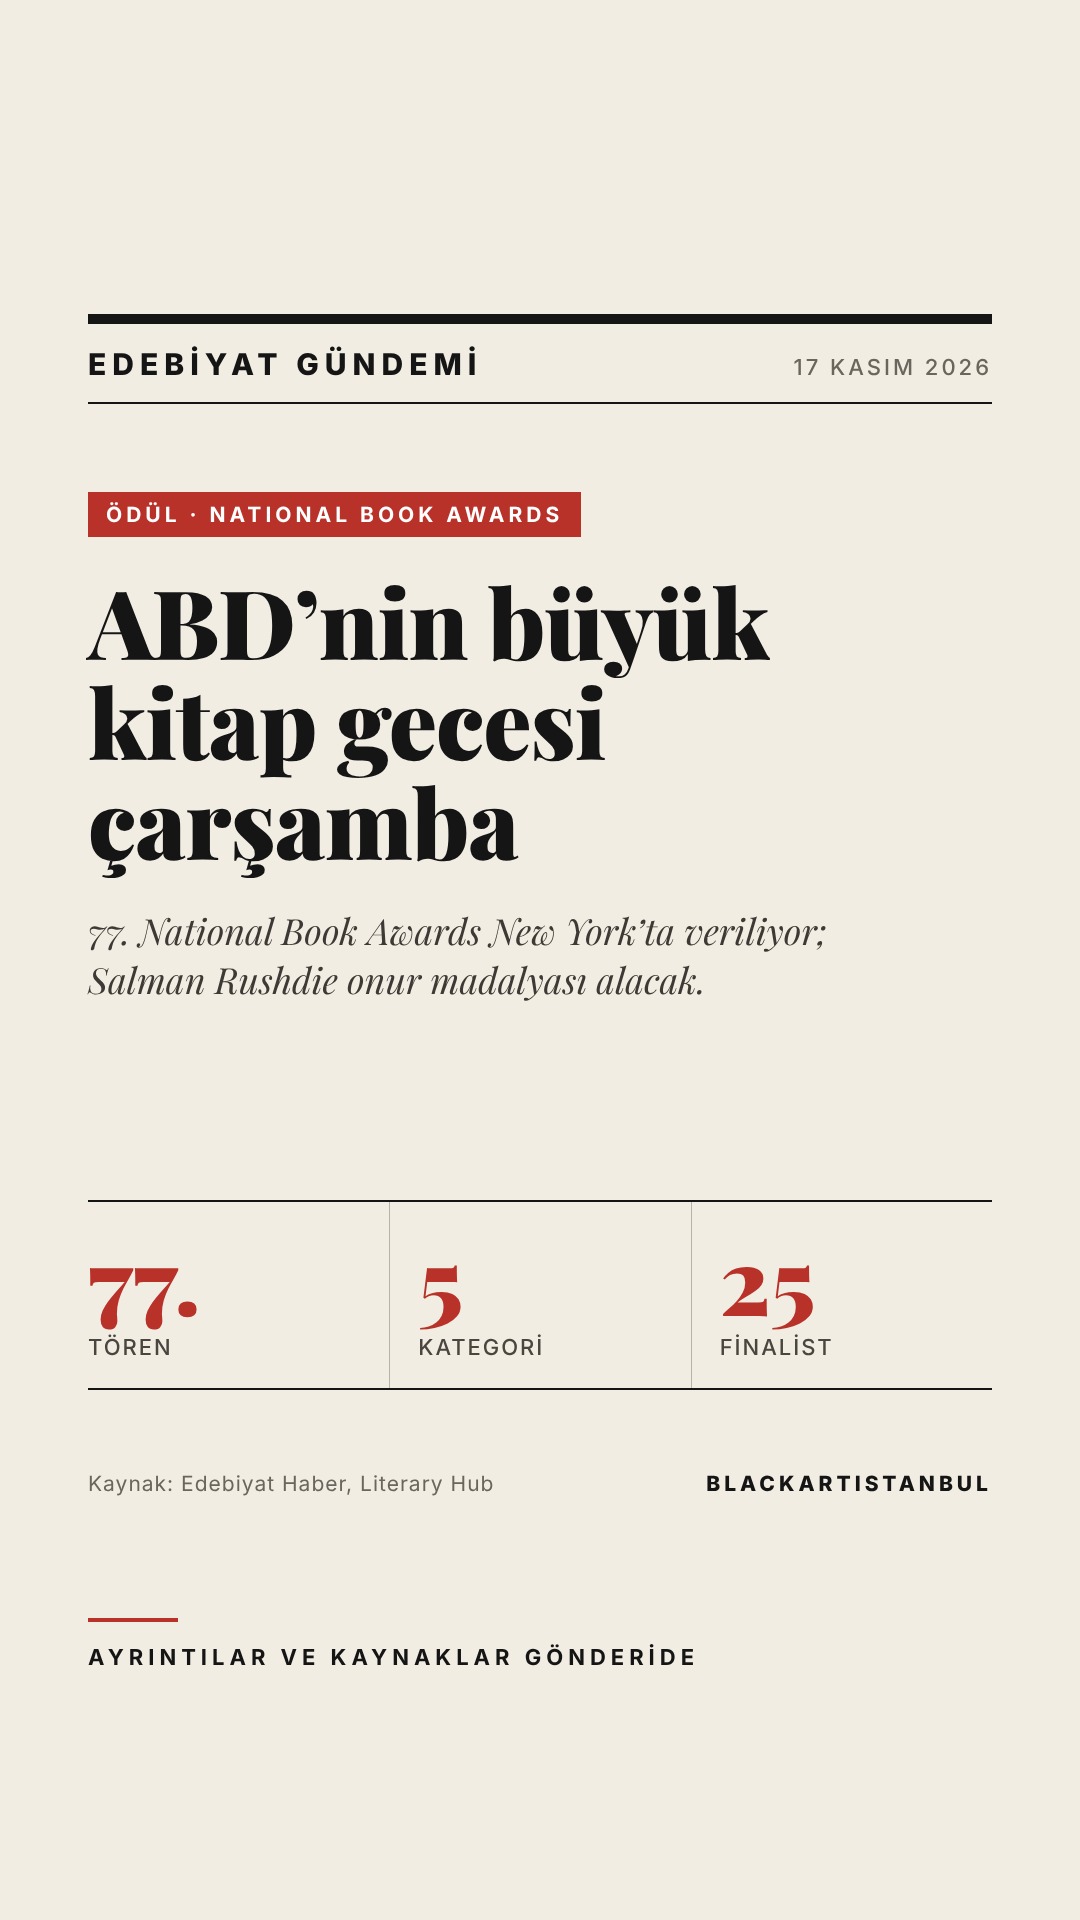 EDEBİYAT GÜNDEMİ
17 KASIM 2026
ÖDÜL · NATIONAL BOOK AWARDS
ABD’nin büyük
kitap gecesi
çarşamba
77. National Book Awards New York’ta veriliyor;
Salman Rushdie onur madalyası alacak.
77.
TÖREN
5
KATEGORİ
25
FİNALİST
Kaynak: Edebiyat Haber, Literary Hub
BLACKARTISTANBUL
AYRINTILAR VE KAYNAKLAR GÖNDERİDE